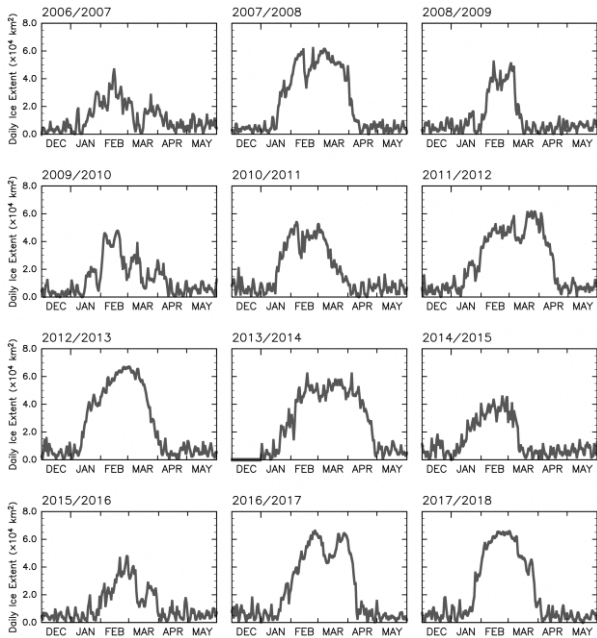 2006/2007 2007/2008 2008/2009
Daily Ice Extent (×10⁴ km²)
8.0
6.0
4.0
2.0
0.0
DEC JAN FEB MAR APR MAY DEC JAN FEB MAR APR MAY DEC JAN FEB MAR APR MAY
2009/2010 2010/2011 2011/2012
Daily Ice Extent (×10⁴ km²)
8.0
6.0
4.0
2.0
0.0
DEC JAN FEB MAR APR MAY DEC JAN FEB MAR APR MAY DEC JAN FEB MAR APR MAY
2012/2013 2013/2014 2014/2015
Daily Ice Extent (×10⁴ km²)
8.0
6.0
4.0
2.0
0.0
DEC JAN FEB MAR APR MAY DEC JAN FEB MAR APR MAY DEC JAN FEB MAR APR MAY
2015/2016 2016/2017 2017/2018
Daily Ice Extent (×10⁴ km²)
8.0
6.0
4.0
2.0
0.0
DEC JAN FEB MAR APR MAY DEC JAN FEB MAR APR MAY DEC JAN FEB MAR APR MAY